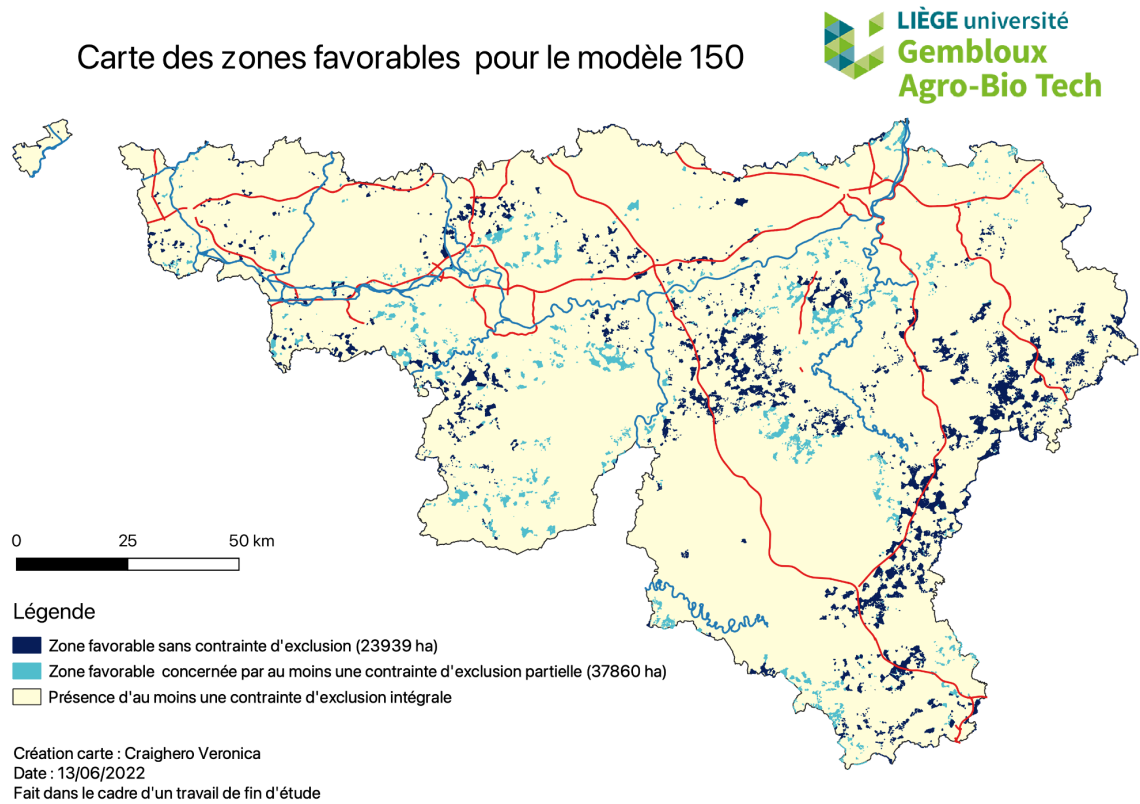 Carte des zones favorables pour le modèle 150
LIÈGE université
Gembloux
Agro-Bio Tech
0 25 50 km
Légende
Zone favorable sans contrainte d'exclusion (23939 ha)
Zone favorable concernée par au moins une contrainte d'exclusion partielle (37860 ha)
Présence d'au moins une contrainte d'exclusion intégrale
Création carte : Craighero Veronica
Date : 13/06/2022
Fait dans le cadre d'un travail de fin d'étude